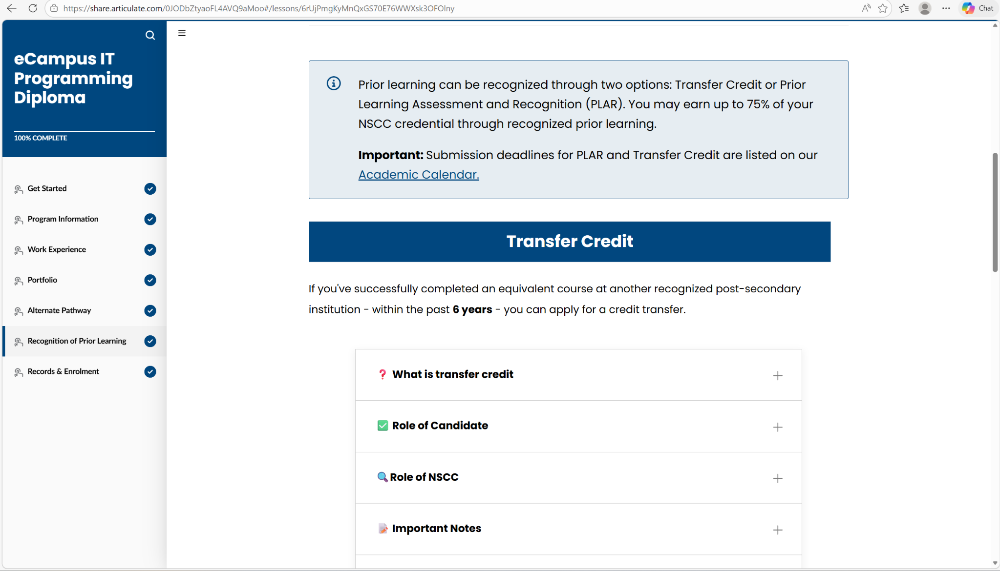 https://share.articulate.com/0JODbZtyaoFL4AVQ9aMoo#/lessons/6rUjPmgKyMnQxGS70E76WWXsk3OFOlny
Chat
eCampus IT
Programming
Diploma
100% COMPLETE
Get Started
Program Information
Work Experience
Portfolio
Alternate Pathway
Recognition of Prior Learning
Records & Enrolment
Prior learning can be recognized through two options: Transfer Credit or Prior
Learning Assessment and Recognition (PLAR). You may earn up to 75% of your
NSCC credential through recognized prior learning.
Important: Submission deadlines for PLAR and Transfer Credit are listed on our
Academic Calendar.
Transfer Credit
If you've successfully completed an equivalent course at another recognized post-secondary
institution - within the past 6 years - you can apply for a credit transfer.
❓ What is transfer credit
✅ Role of Candidate
🔍 Role of NSCC
📝 Important Notes